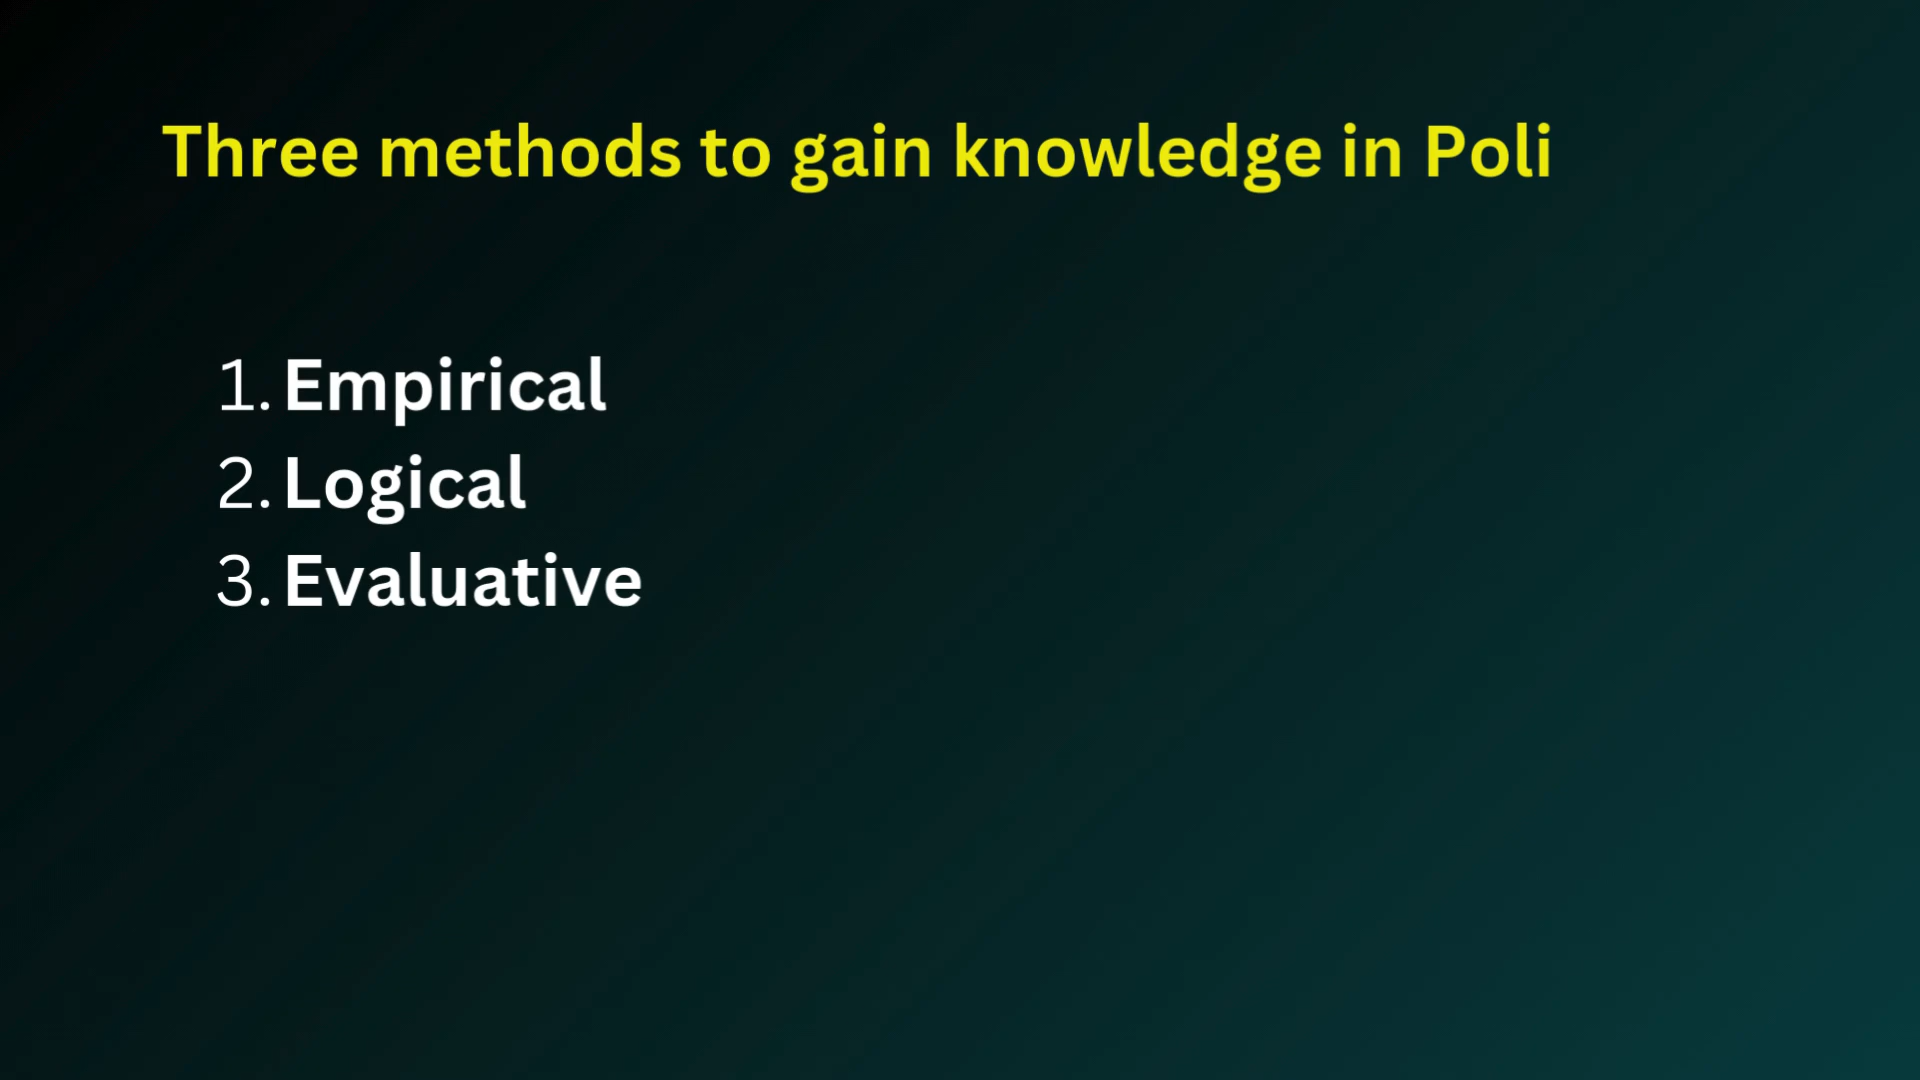 Three methods to gain knowledge in Poli
1. Empirical
2. Logical
3. Evaluative